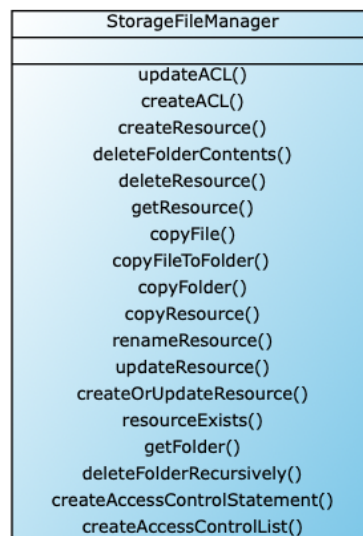 StorageFileManager
updateACL()
createACL()
createResource()
deleteFolderContents()
deleteResource()
getResource()
copyFile()
copyFileToFolder()
copyFolder()
copyResource()
renameResource()
updateResource()
createOrUpdateResource()
resourceExists()
getFolder()
deleteFolderRecursively()
createAccessControlStatement()
createAccessControlList()